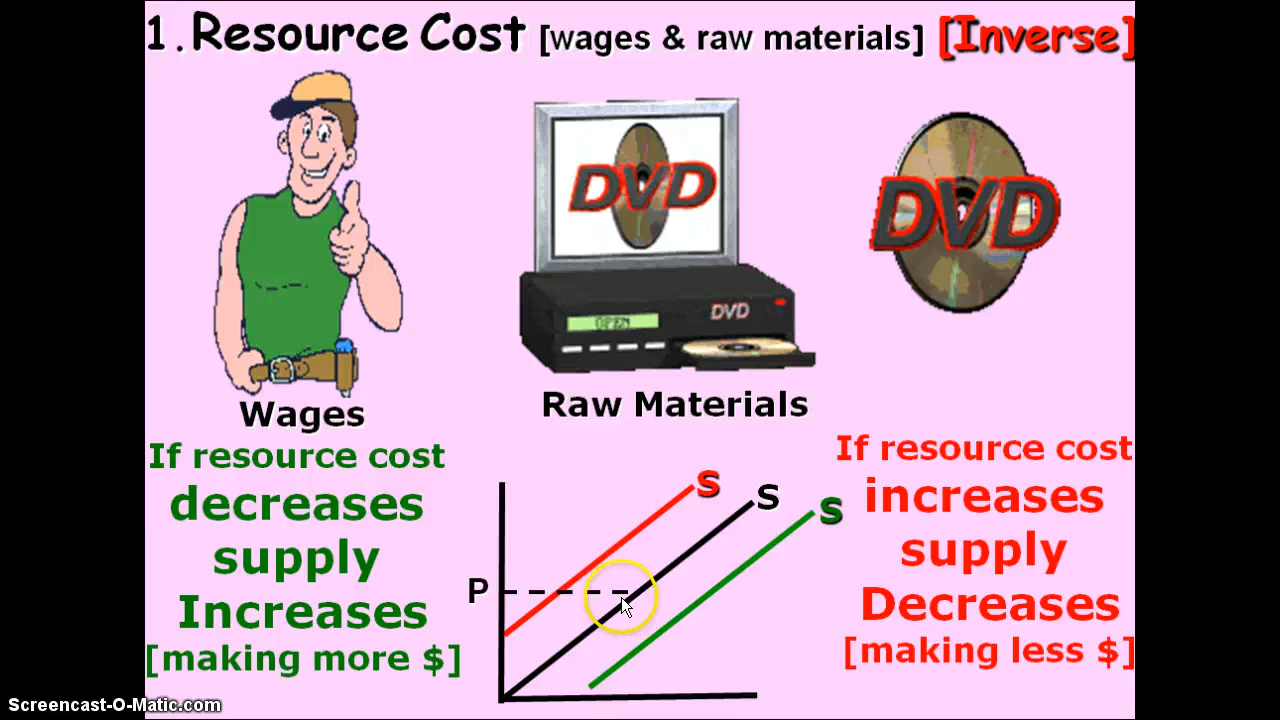 1. Resource Cost [wages & raw materials] [Inverse]
DVD
DVD
OPEN
DVD
Wages
Raw Materials
If resource cost
decreases
supply
Increases
[making more $]
S
S
S
P
If resource cost
increases
supply
Decreases
[making less $]
Screencast-O-Matic.com